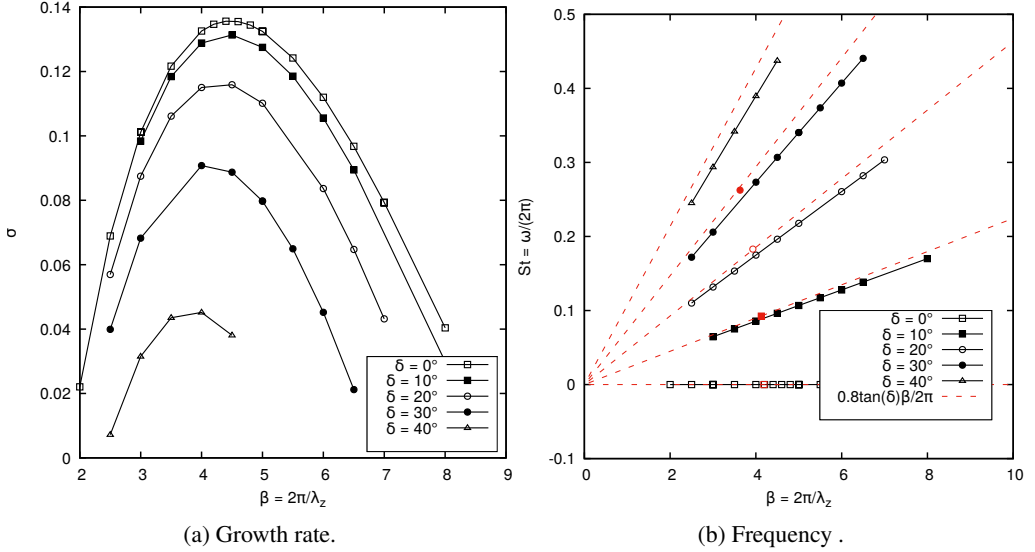 0.14
0.12
0.1
0.08
0.06
0.04
0.02
0
σ
2 3 4 5 6 7 8 9
β = 2π/λz
δ = 0°
δ = 10°
δ = 20°
δ = 30°
δ = 40°
(a) Growth rate.
0.5
0.4
0.3
0.2
0.1
0
-0.1
St = ω/(2π)
0 2 4 6 8 10
β = 2π/λz
δ = 0°
δ = 10°
δ = 20°
δ = 30°
δ = 40°
0.8tan(δ)β/2π
(b) Frequency .